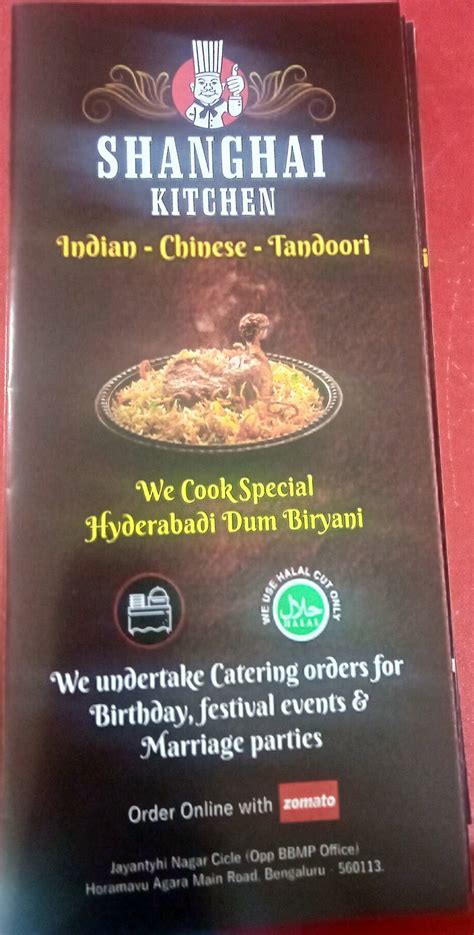 SHANGHAI
KITCHEN
Indian - Chinese - Tandoori
We Cook Special
Hyderabadi Dum Biryani
WE USE HALAL CUT ONLY
حلال
HALAL
We undertake Catering orders for
Birthday, festival events &
Marriage parties
Order Online with zomato
Jayantyhi Nagar Cicle (Opp BBMP Office)
Horamavu Agara Main Road, Bengaluru - 560113.